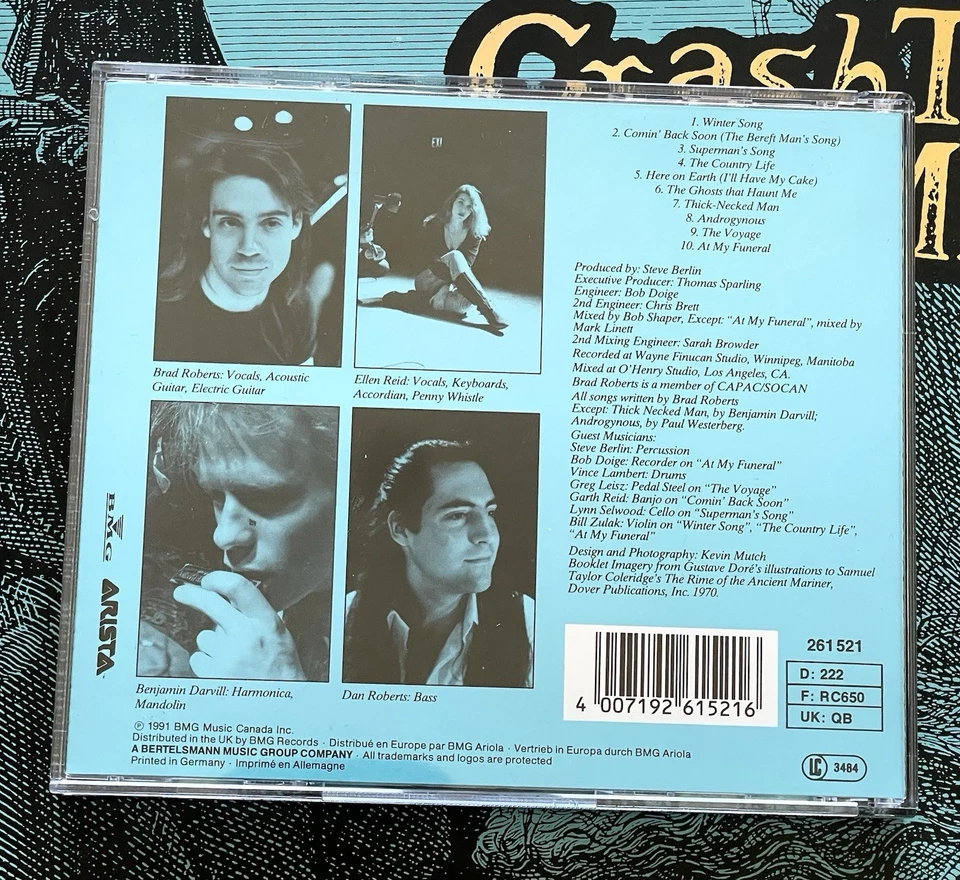 CrashT
M
EXIT
1. Winter Song
2. Comin' Back Soon (The Bereft Man's Song)
3. Superman's Song
4. The Country Life
5. Here on Earth (I'll Have My Cake)
6. The Ghosts that Haunt Me
7. Thick-Necked Man
8. Androgynous
9. The Voyage
10. At My Funeral
Produced by: Steve Berlin
Executive Producer: Thomas Sparling
Engineer: Bob Doige
2nd Engineer: Chris Brett
Mixed by Bob Shaper, Except: "At My Funeral", mixed by
Mark Linett
2nd Mixing Engineer: Sarah Browder
Recorded at Wayne Finucan Studio, Winnipeg, Manitoba
Mixed at O'Henry Studio, Los Angeles, CA.
Brad Roberts is a member of CAPAC/SOCAN
All songs written by Brad Roberts
Except: Thick Necked Man, by Benjamin Darvill;
Androgynous, by Paul Westerberg.
Guest Musicians:
Steve Berlin: Percussion
Bob Doige: Recorder on "At My Funeral"
Vince Lambert: Drums
Greg Leisz: Pedal Steel on "The Voyage"
Garth Reid: Banjo on "Comin' Back Soon"
Lynn Selwood: Cello on "Superman's Song"
Bill Zulak: Violin on "Winter Song", "The Country Life",
"At My Funeral"
Design and Photography: Kevin Mutch
Booklet Imagery from Gustave Doré's illustrations to Samuel
Taylor Coleridge's The Rime of the Ancient Mariner,
Dover Publications, Inc. 1970.
Brad Roberts: Vocals, Acoustic
Guitar, Electric Guitar
Ellen Reid: Vocals, Keyboards,
Accordian, Penny Whistle
Benjamin Darvill: Harmonica,
Mandolin
Dan Roberts: Bass
BMG ARISTA
℗ 1991 BMG Music Canada Inc.
Distributed in the UK by BMG Records · Distribué en Europe par BMG Ariola · Vertrieb in Europa durch BMG Ariola
A BERTELSMANN MUSIC GROUP COMPANY · All trademarks and logos are protected
Printed in Germany · Imprimé en Allemagne
4 007192 615216
261 521
D: 222
F: RC650
UK: QB
LC 3484